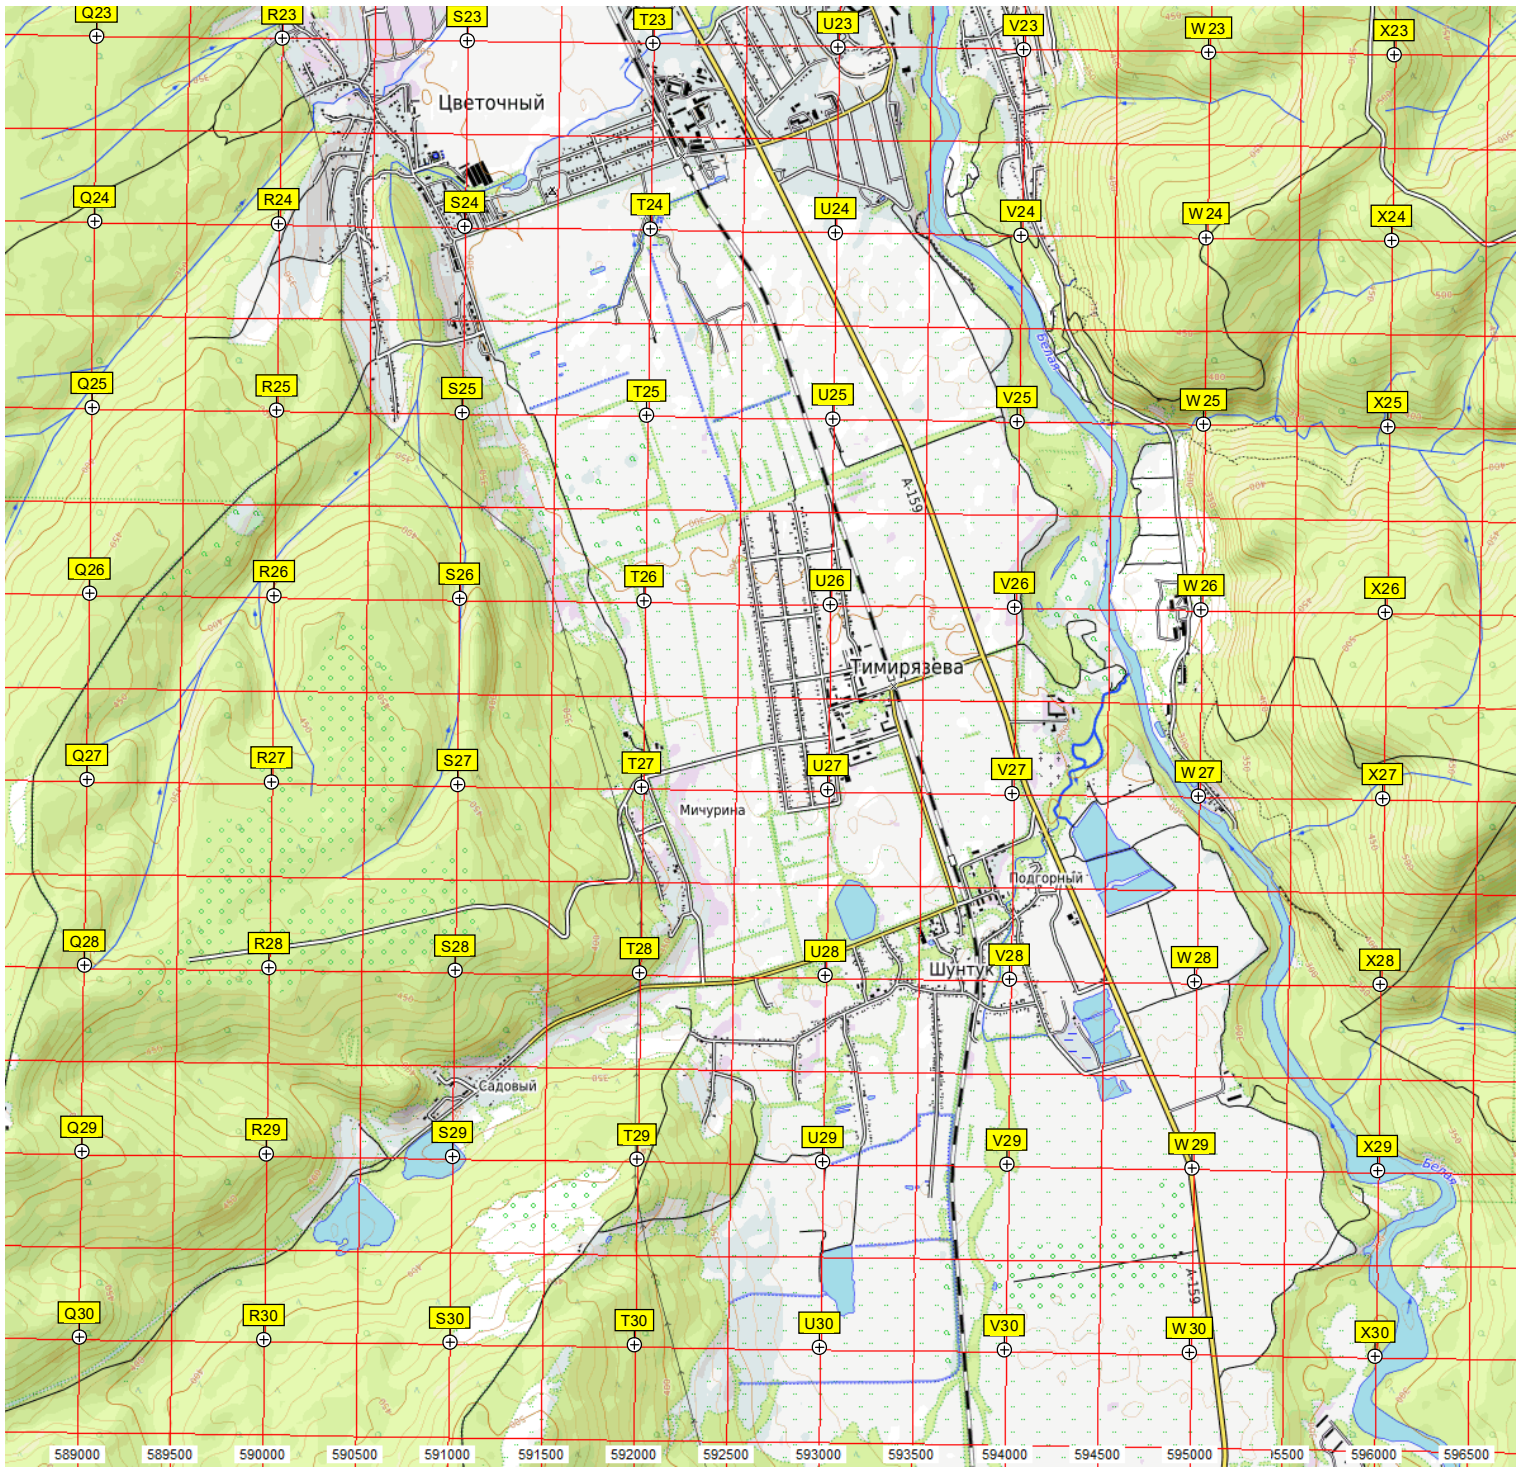 Q23 R23 S23 T23 U23 V23 W23 X23
Цветочный
Q24 R24 S24 T24 U24 V24 W24 X24
Белая
Q25 R25 S25 T25 U25 V25 W25 X25
А-159
Q26 R26 S26 T26 U26 V26 W26 X26
Тимирязева
Q27 R27 S27 T27 U27 V27 W27 X27
Мичурина
Подгорный
Q28 R28 S28 T28 U28 V28 W28 X28
Шунтук
Садовый
Q29 R29 S29 T29 U29 V29 W29 X29
Белая
А-159
Q30 R30 S30 T30 U30 V30 W30 X30
589000 589500 590000 590500 591000 591500 592000 592500 593000 593500 594000 594500 595000 5500 596000 596500